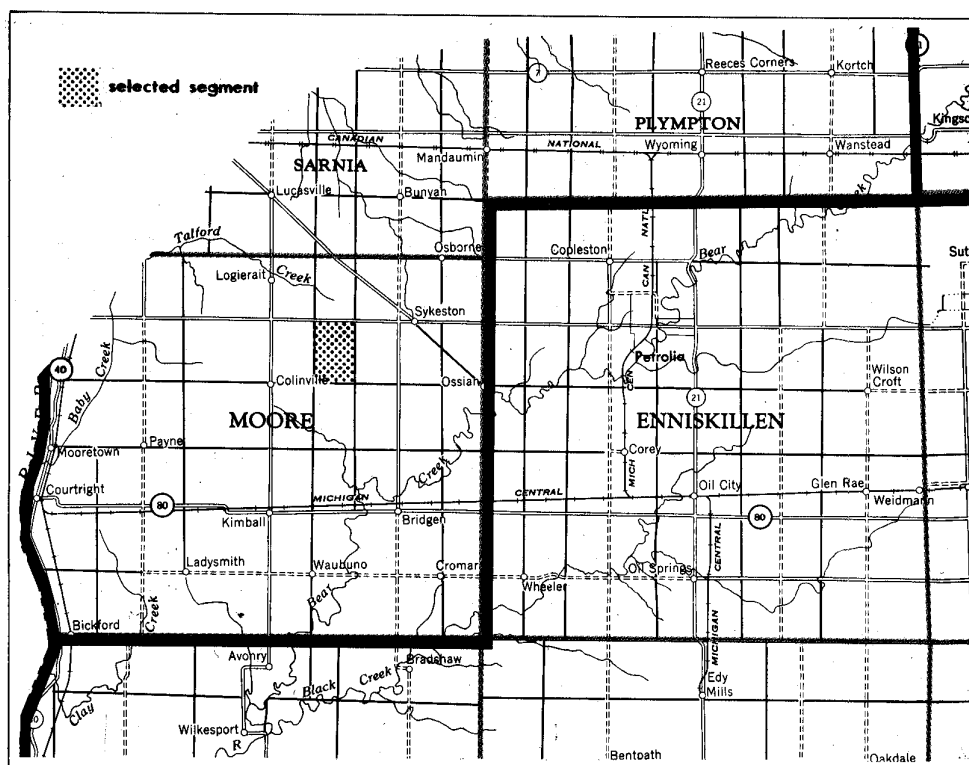 selected segment
7
Reeces Corners
Kortch
21
21
PLYMPTON
Kingsc
CANADIAN
NATIONAL
Mandaumin
Wyoming
Wanstead
SARNIA
Lucasville
Bunyan
Creek
Talford
Creek
Osborne
Copleston
CAN
NATL
Bear
Sut
Logierait
Sykeston
Petrolia
40
Baby Creek
Colinville
Ossian
CEN
MICH
Wilson
Croft
21
MOORE
ENNISKILLEN
RIVER
Payne
Mooretown
Creek
Corey
Courtright
MICHIGAN
CENTRAL
Oil City
Glen Rae
Weidmann
80
Kimball
Bridgen
80
Ladysmith
Waubuno
Cromar
Wheeler
Oil Springs
CENTRAL
MICHIGAN
Bear
Creek
Bickford
Avonry
Bradshaw
Black
Creek
Edy
Mills
Clay
Wilkesport
R
Bentpath
Oakdale